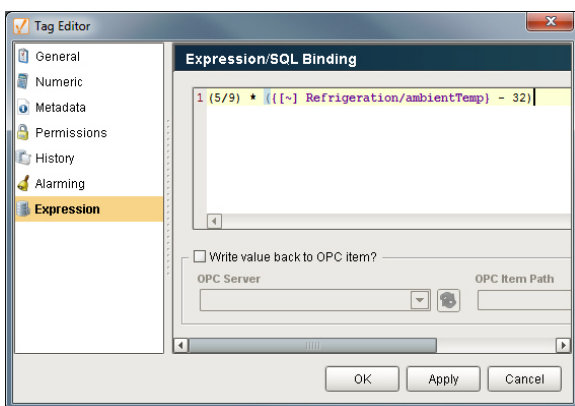 Tag Editor
General
Numeric
Metadata
Permissions
History
Alarming
Expression
Expression/SQL Binding
1 (5/9) * ({[~] Refrigeration/ambientTemp} - 32)
Write value back to OPC item?
OPC Server
OPC Item Path
OK
Apply
Cancel